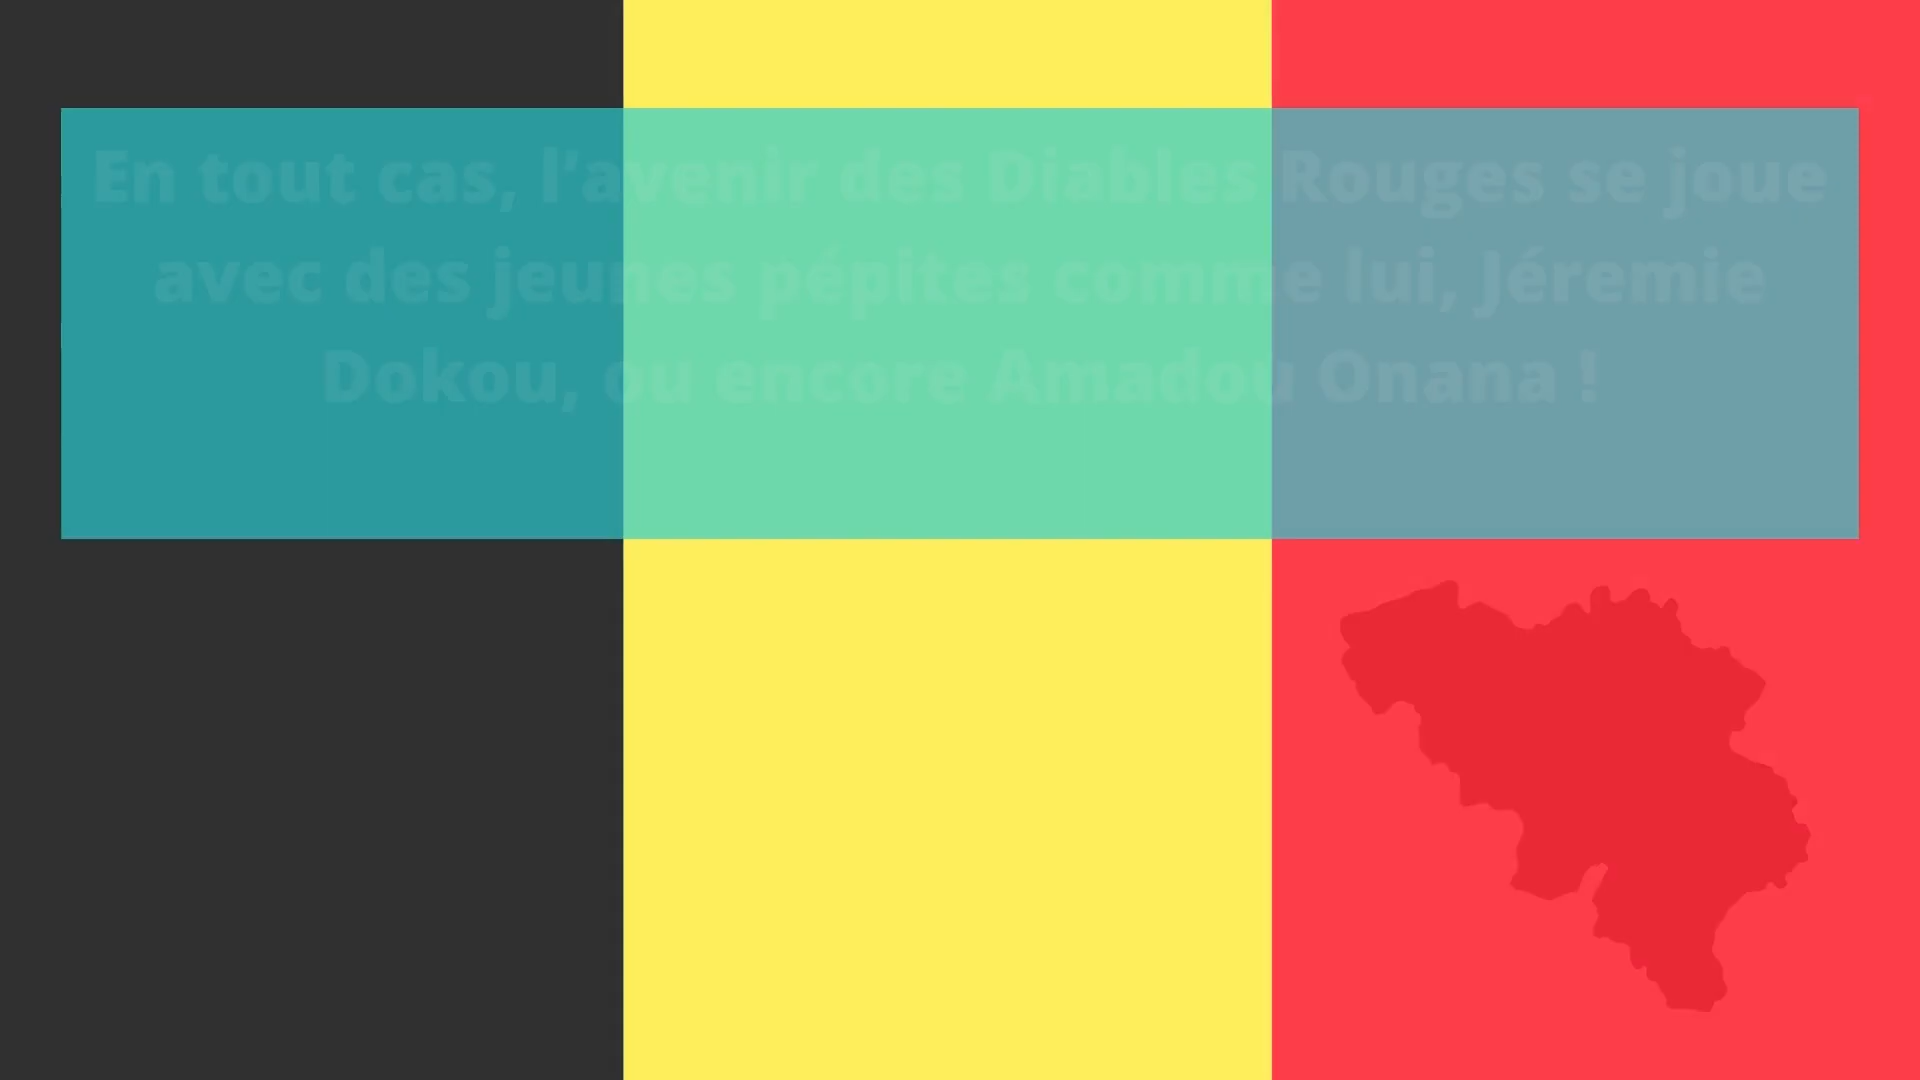 En tout cas, l’avenir des Diables Rouges se joue
avec des jeunes pépites comme lui, Jéremie
Dokou, ou encore Amadou Onana !